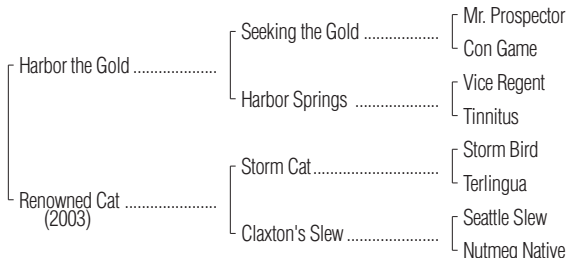 Mr. Prospector
Seeking the Gold ..................
Con Game
Harbor the Gold ....................
Vice Regent
Harbor Springs ....................
Tinnitus
Storm Bird
Storm Cat..............................
Terlingua
Renowned Cat ......................
(2003)
Seattle Slew
Claxton's Slew......................
Nutmeg Native